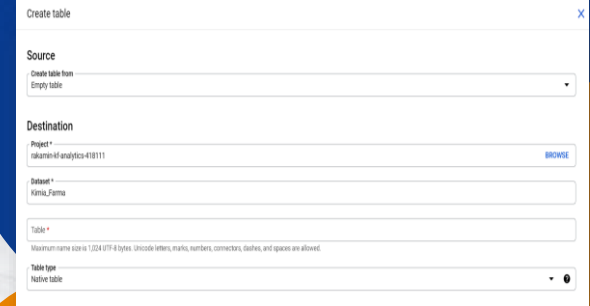 Create table
X
Source
Create table from
Empty table
Destination
Project *
rakamin-kf-analytics-418111
BROWSE
Dataset *
Kimia_Farma
Table *
Maximum name size is 1,024 UTF-8 bytes. Unicode letters, marks, numbers, connectors, dashes, and spaces are allowed.
Table type
Native table
?